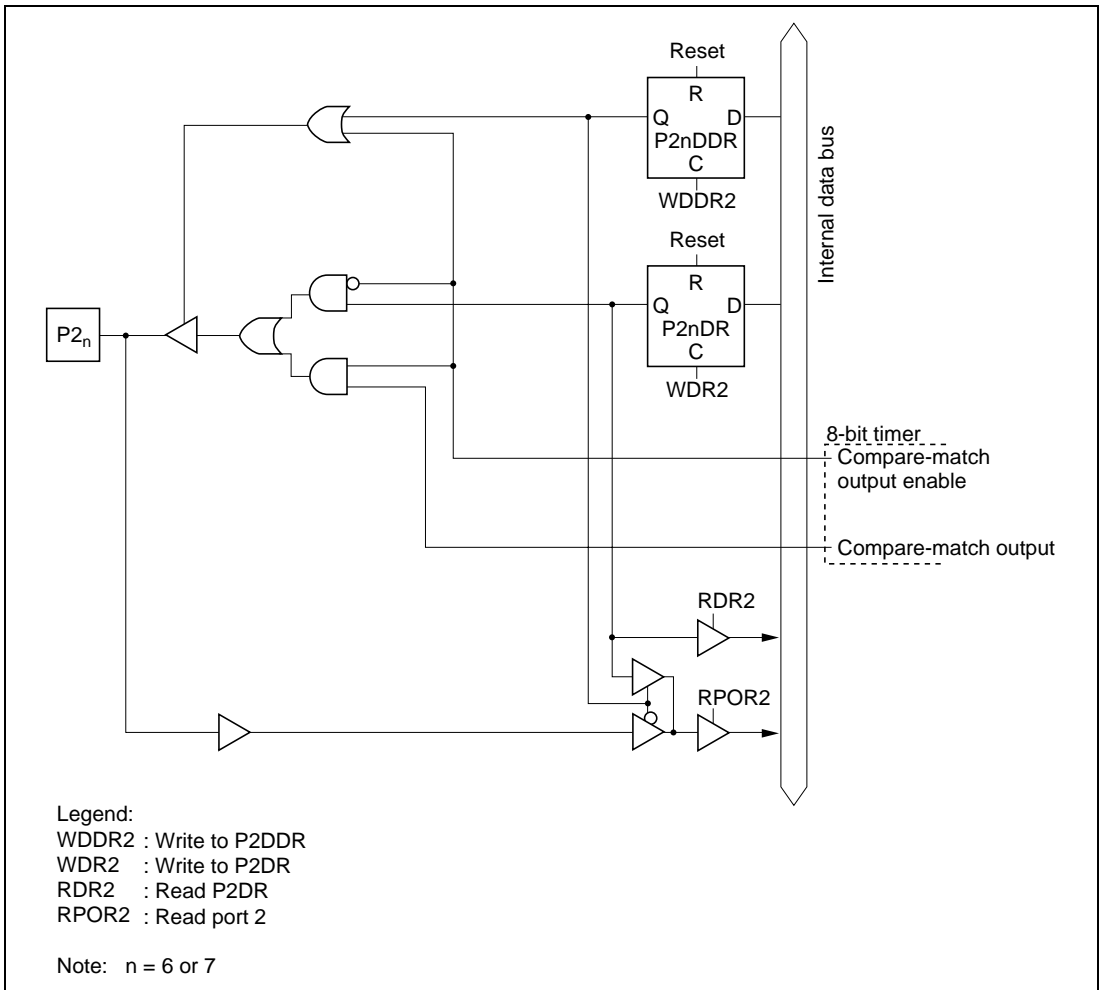 Reset
R
Q D
P2nDDR
C
WDDR2
Internal data bus
Reset
R
Q D
P2nDR
C
WDR2
P2n
8-bit timer
Compare-match
output enable
Compare-match output
RDR2
RPOR2
Legend:
WDDR2 : Write to P2DDR
WDR2 : Write to P2DR
RDR2 : Read P2DR
RPOR2 : Read port 2
Note: n = 6 or 7